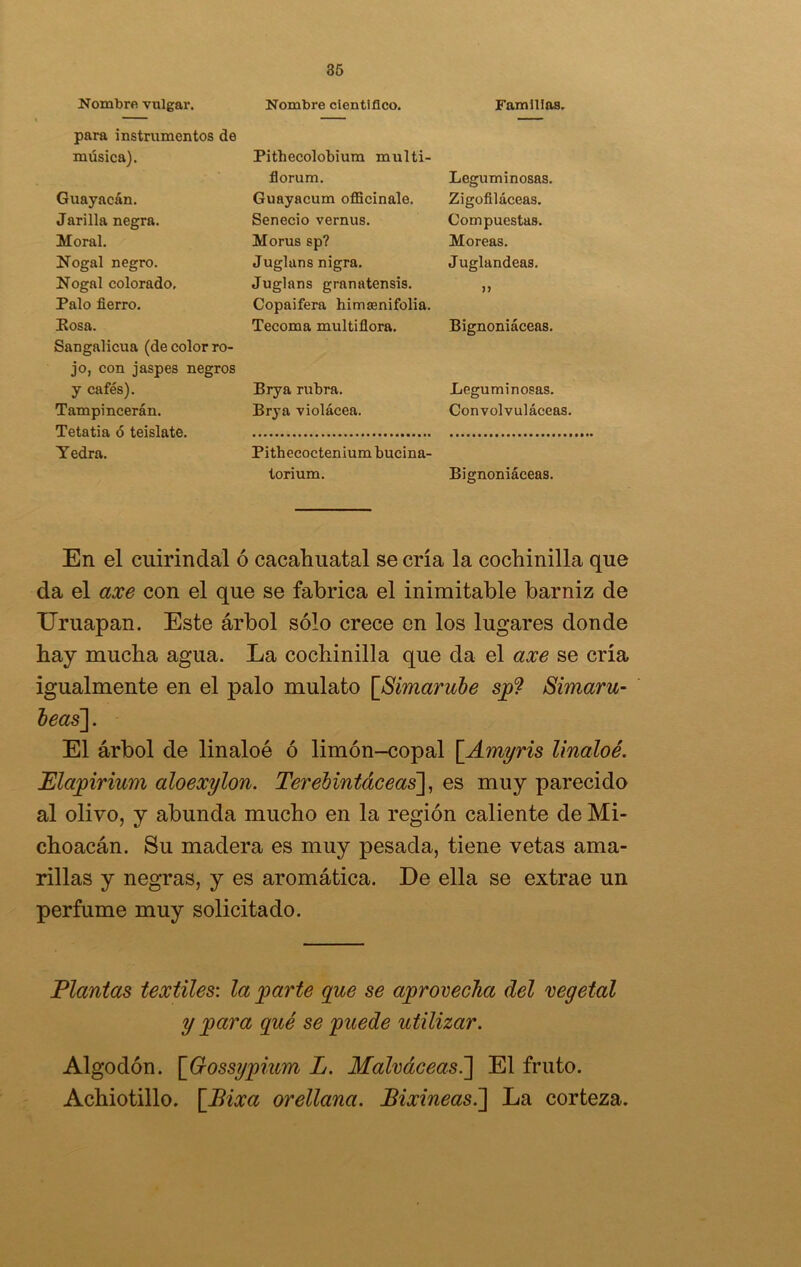 35
Nombre vulgar. Nombre científico. Familias.
para instrumentos de
música). Pithecolobium multi-
florum. Leguminosas.
Guayacán. Guayacum officinale. Zigofiláceas.
Jarilla negra. Senecio vernus. Compuestas.
Moral. Morus sp? Moreas.
Nogal negro. Juglans nigra. Juglandeas.
Nogal colorado. Juglans granatensis. „
Palo fierro. Copaifera himænifolia.
Rosa. Tecoma multiflora. Bignoniáceas.
Sangalicua (de color ro-
jo, con jaspes negros
y cafés). Brya rubra. Leguminosas.
Tampincerán. Brya violácea. Convolvuláceas.
Tetatia ó teislate. .................................... .............................
Yedra. Pithecoctenium bucina-
torium. Bignoniáceas.
En el cuirindal ó cacahuatal se cría la cochinilla que
da el axe con el que se fabrica el inimitable barniz de
Uruapan. Este árbol sólo crece en los lugares donde
hay mucha agua. La cochinilla que da el axe se cría
igualmente en el palo mulato [Simarube sp? Simaru-
beas].
El árbol de linaloé ó limón-copal [Amyris linaloé.
Elapirium aloexylon. Terebintáceas], es muy parecido
al olivo, y abunda mucho en la región caliente de Mi-
choacán. Su madera es muy pesada, tiene vetas ama-
rillas y negras, y es aromática. De ella se extrae un
perfume muy solicitado.
Plantas textiles: la parte que se aprovecha del vegetal
y para qué se puede utilizar.
Algodón. [Gossypium L. Malváceas.] El fruto.
Achiotillo. [Bixa orellana. Bixineas.] La corteza.